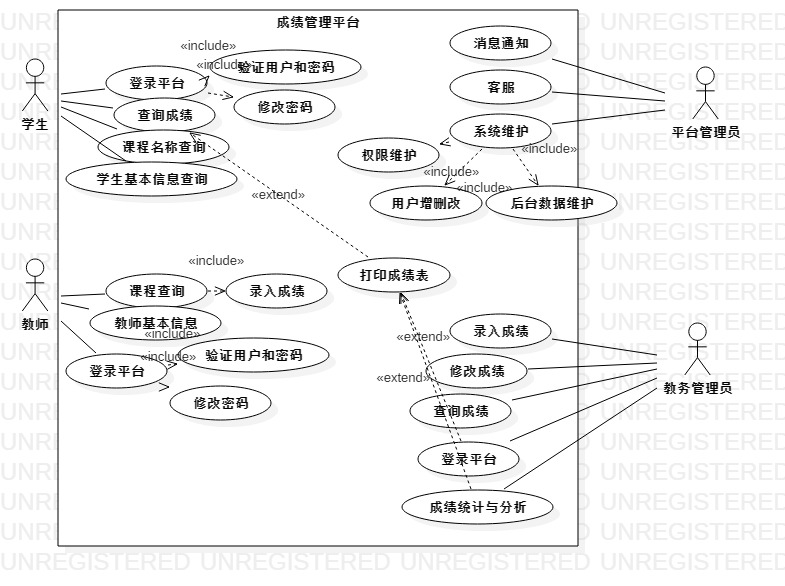 成绩管理平台
«include»
«include»
登录平台
验证用户和密码
修改密码
查询成绩
课程名称查询
学生基本信息查询
学生
消息通知
客服
系统维护
平台管理员
«include»
权限维护
«include»
«include»
用户增删改
后台数据维护
«extend»
打印成绩表
«include»
课程查询
录入成绩
教师基本信息
教师
«include»
«include»
登录平台
验证用户和密码
修改密码
录入成绩
«extend»
修改成绩
«extend»
查询成绩
登录平台
成绩统计与分析
教务管理员
UNREGISTERED UNREGISTERED UNREGISTERED UNREGISTERED